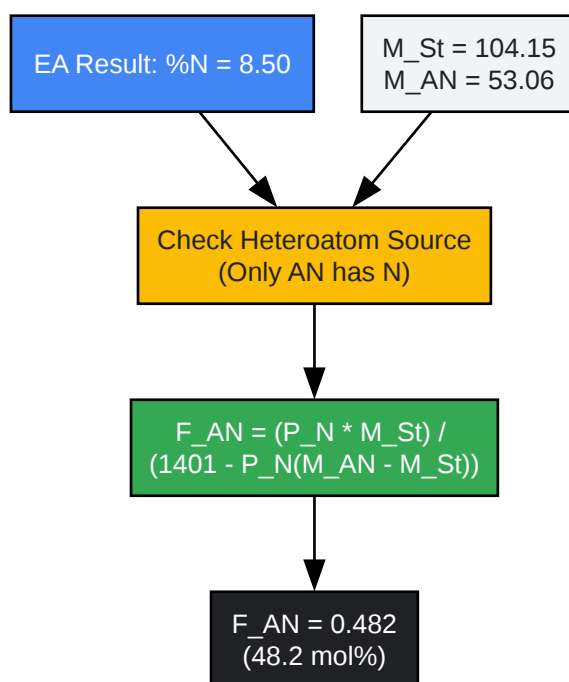 EA Result: %N = 8.50
M_St = 104.15
M_AN = 53.06
Check Heteroatom Source
(Only AN has N)
F_AN = (P_N * M_St) /
(1401 - P_N(M_AN - M_St))
F_AN = 0.482
(48.2 mol%)